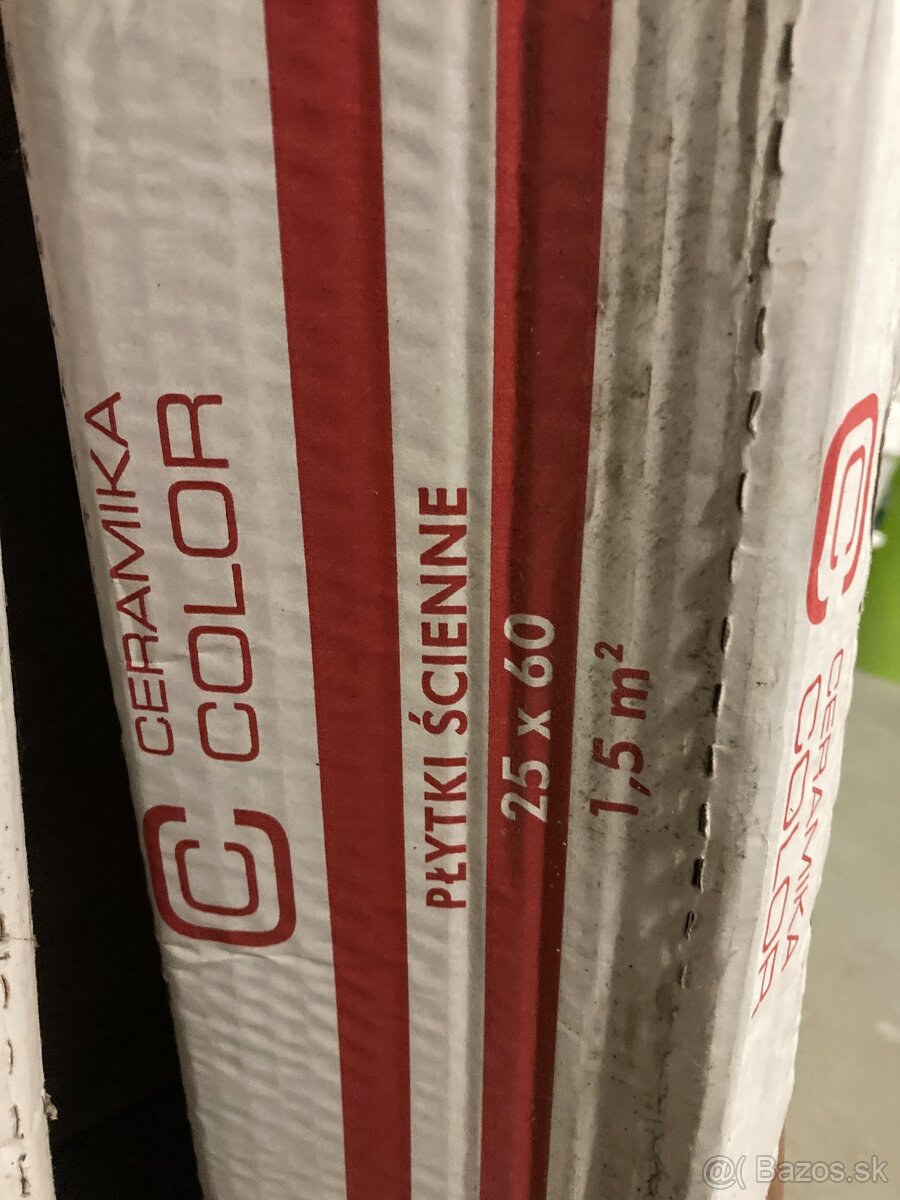 CERAMIKA
COLOR
PŁYTKI ŚCIENNE
25 x 60
1,5 m²
CERAMIKA
COLOR
@( Bazos.sk